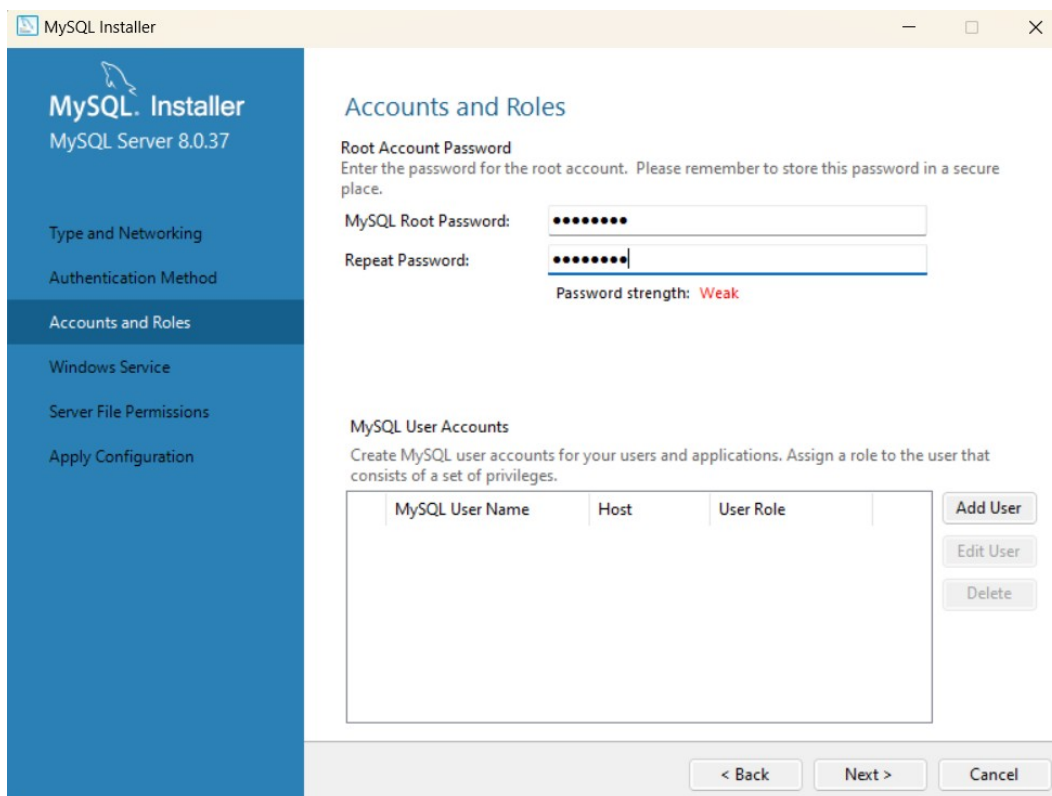 MySQL Installer
MySQL. Installer
MySQL Server 8.0.37
Type and Networking
Authentication Method
Accounts and Roles
Windows Service
Server File Permissions
Apply Configuration
Accounts and Roles
Root Account Password
Enter the password for the root account. Please remember to store this password in a secure
place.
MySQL Root Password: ●●●●●●●●
Repeat Password: ●●●●●●●●
Password strength: Weak
MySQL User Accounts
Create MySQL user accounts for your users and applications. Assign a role to the user that
consists of a set of privileges.
MySQL User Name Host User Role
Add User
Edit User
Delete
< Back Next > Cancel